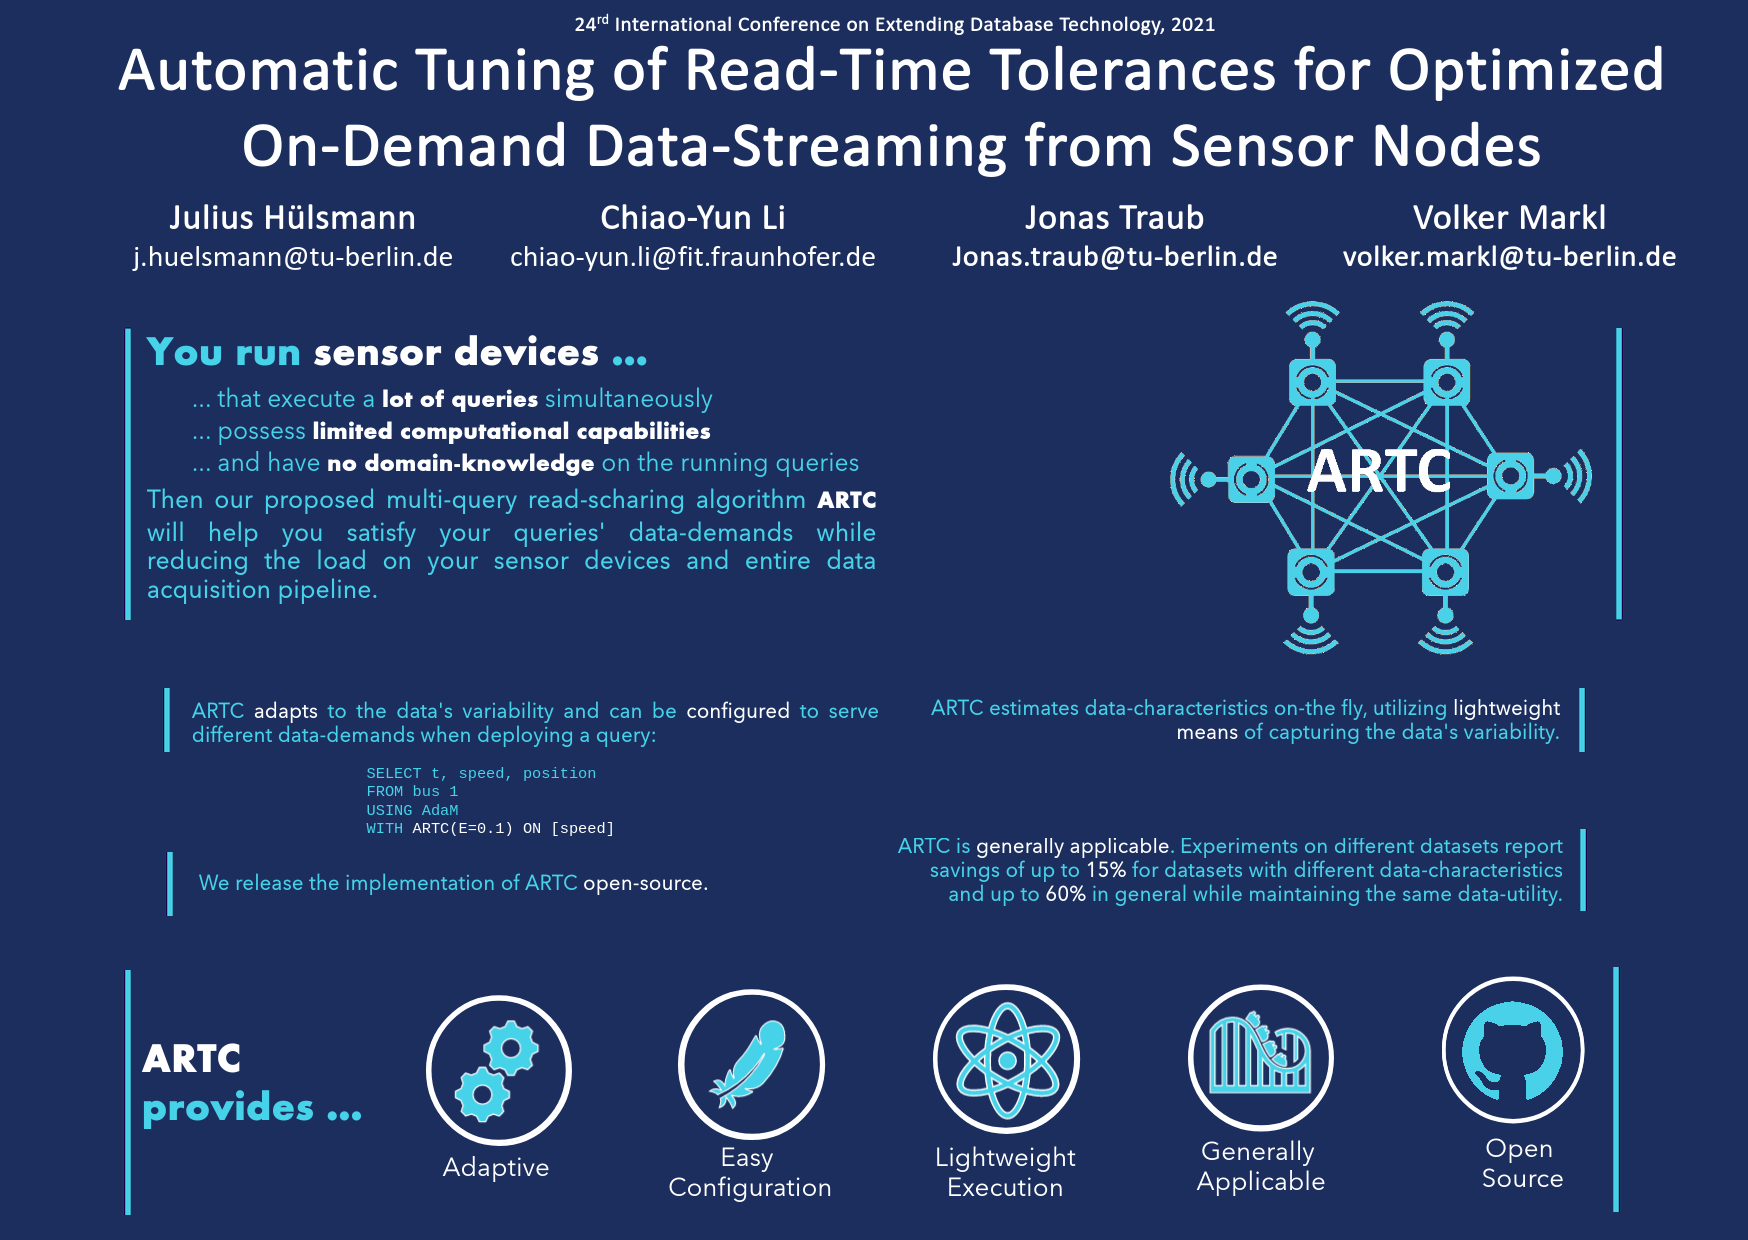 24rd International Conference on Extending Database Technology, 2021
Automatic Tuning of Read-Time Tolerances for Optimized
On-Demand Data-Streaming from Sensor Nodes
Julius Hülsmann
j.huelsmann@tu-berlin.de
Chiao-Yun Li
chiao-yun.li@fit.fraunhofer.de
Jonas Traub
Jonas.traub@tu-berlin.de
Volker Markl
volker.markl@tu-berlin.de
You run sensor devices ...
... that execute a lot of queries simultaneously
... possess limited computational capabilities
... and have no domain-knowledge on the running queries
Then our proposed multi-query read-scharing algorithm ARTC
will help you satisfy your queries' data-demands while
reducing the load on your sensor devices and entire data
acquisition pipeline.
ARTC
ARTC adapts to the data's variability and can be configured to serve
different data-demands when deploying a query:
SELECT t, speed, position
FROM bus 1
USING AdaM
WITH ARTC(E=0.1) ON [speed]
We release the implementation of ARTC open-source.
ARTC estimates data-characteristics on-the fly, utilizing lightweight
means of capturing the data's variability.
ARTC is generally applicable. Experiments on different datasets report
savings of up to 15% for datasets with different data-characteristics
and up to 60% in general while maintaining the same data-utility.
ARTC
provides ...
Adaptive
Easy
Configuration
Lightweight
Execution
Generally
Applicable
Open
Source